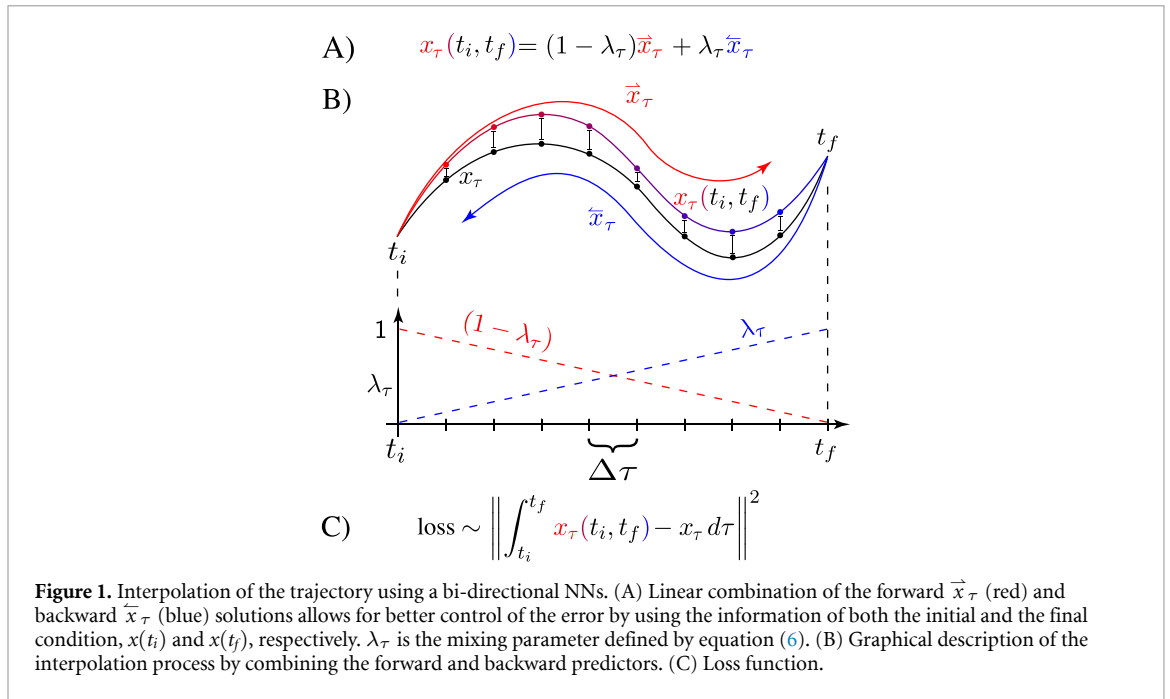 A) x_τ(t_i, t_f) = (1 − λ_τ)x⃗_τ + λ_τx⃖_τ
B)
x⃗_τ
t_f
x_τ
x_τ(t_i, t_f)
x⃖_τ
t_i
1 (1 − λ_τ) λ_τ
λ_τ
t_i t_f
Δτ
C) loss ∼ ‖∫_{t_i}^{t_f} x_τ(t_i, t_f) − x_τ dτ‖²
Figure 1. Interpolation of the trajectory using a bi-directional NNs. (A) Linear combination of the forward x⃗_τ (red) and
backward x⃖_τ (blue) solutions allows for better control of the error by using the information of both the initial and the final
condition, x(t_i) and x(t_f), respectively. λ_τ is the mixing parameter defined by equation (6). (B) Graphical description of the
interpolation process by combining the forward and backward predictors. (C) Loss function.